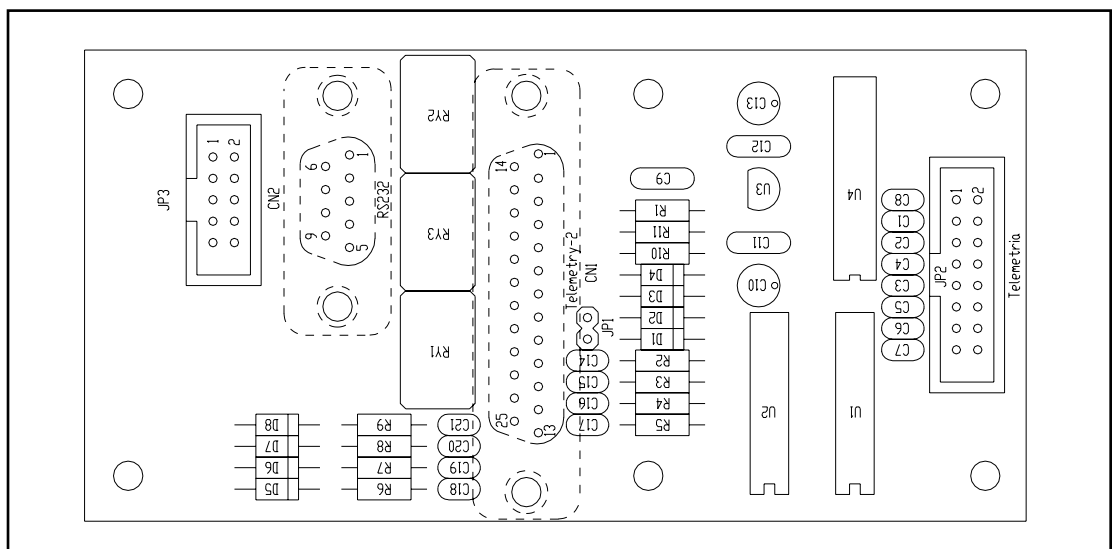 JP3
1
2
CN2
6
1
9
5
RS232
RY2
RY3
RY1
14
1
25
13
Telemetry-2
CN1
JP1
C9
R1
R11
R10
D4
D3
D2
D1
R2
R3
R4
R5
C14
C15
C16
C17
C13
C12
U3
C11
C10
U4
U2
U1
C8
C1
C2
C4
C3
C5
C6
C7
JP2
1
2
Telemetria
D8
D7
D6
D5
R9
R8
R7
R6
C21
C20
C19
C18